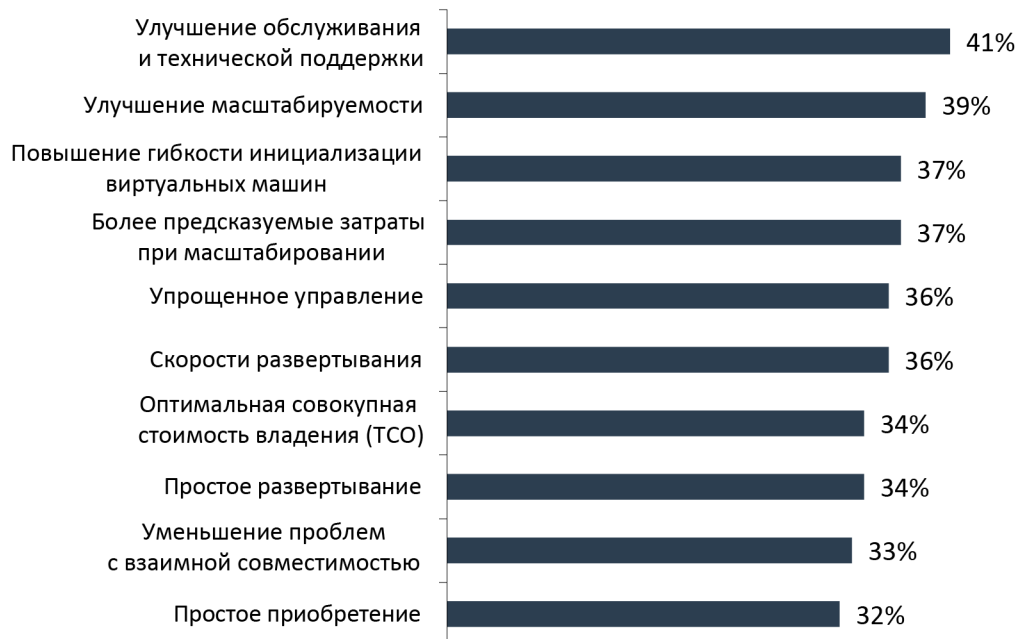 Улучшение обслуживания
и технической поддержки
41%
Улучшение масштабируемости
39%
Повышение гибкости инициализации
виртуальных машин
37%
Более предсказуемые затраты
при масштабировании
37%
Упрощенное управление
36%
Скорости развертывания
36%
Оптимальная совокупная
стоимость владения (TCO)
34%
Простое развертывание
34%
Уменьшение проблем
с взаимной совместимостью
33%
Простое приобретение
32%